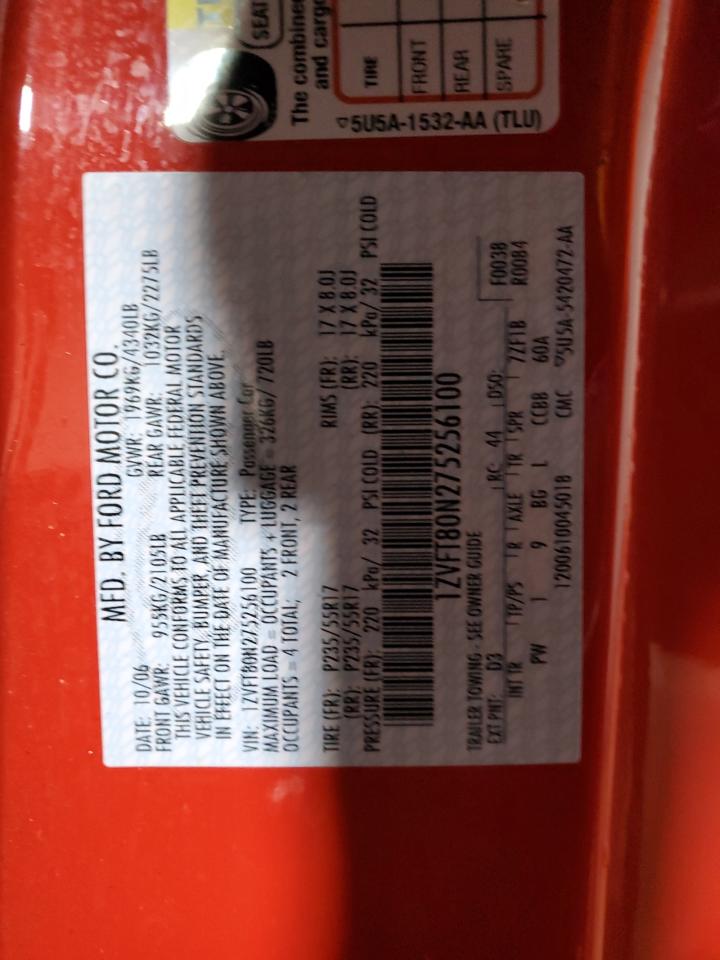 SEAT
The combined
and cargo
TIRE
FRONT
REAR
SPARE
5U5A-1532-AA (TLU)
MFD. BY FORD MOTOR CO.
DATE: 10/06 GVWR: 1969KG/4340LB
FRONT GAWR: 955KG/2105LB REAR GAWR: 1032KG/2275LB
THIS VEHICLE CONFORMS TO ALL APPLICABLE FEDERAL MOTOR
VEHICLE SAFETY, BUMPER, AND THEFT PREVENTION STANDARDS
IN EFFECT ON THE DATE OF MANUFACTURE SHOWN ABOVE.
VIN: 1ZVFT80N275256100 TYPE: Passenger Car
MAXIMUM LOAD = OCCUPANTS + LUGGAGE = 326KG/ 720LB
OCCUPANTS = 4 TOTAL; 2 FRONT, 2 REAR
TIRE (FR): P235/55R17 RIMS (FR): 17 X 8.0J
(RR): P235/55R17 (RR): 17 X 8.0J
PRESSURE (FR): 220 kPa/ 32 PSI COLD (RR): 220 kPa/ 32 PSI COLD
1ZVFT80N275256100
TRAILER TOWING - SEE OWNER GUIDE
EXT PNT: D3 RC: 44 DSO: F0038
INT TR TP/PS R AXLE TR SPR 7ZF1B R0084
PW 1 9 BG L CCBB 60A
1200610045018 CMC 5U5A-5420472-AA